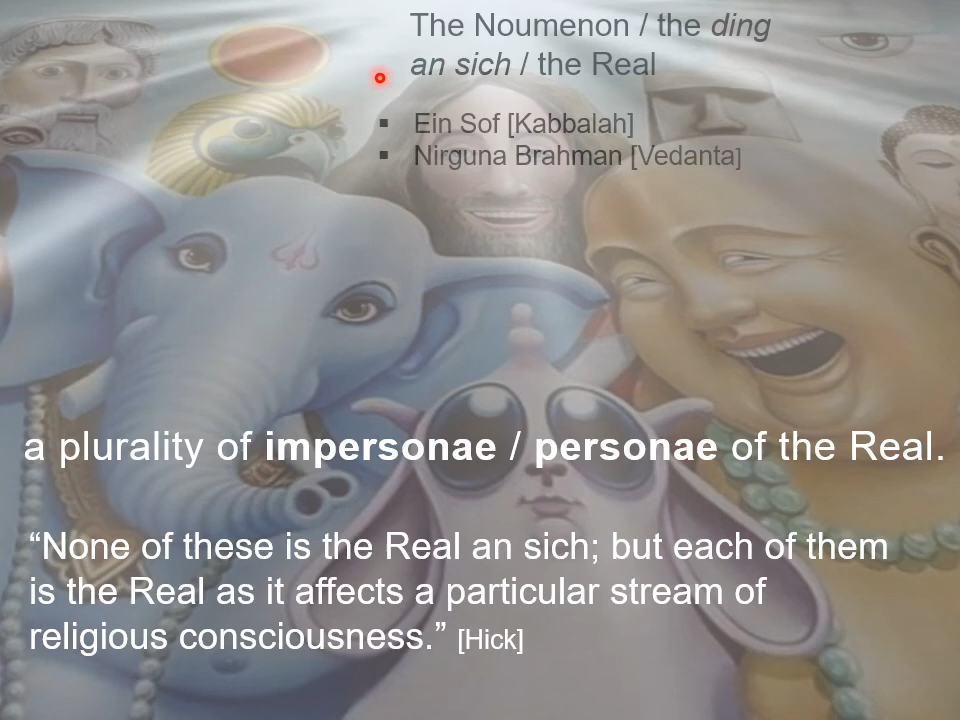 The Noumenon / the ding
an sich / the Real
▪ Ein Sof [Kabbalah]
▪ Nirguna Brahman [Vedanta]
a plurality of impersonae / personae of the Real.
“None of these is the Real an sich; but each of them
is the Real as it affects a particular stream of
religious consciousness.” [Hick]